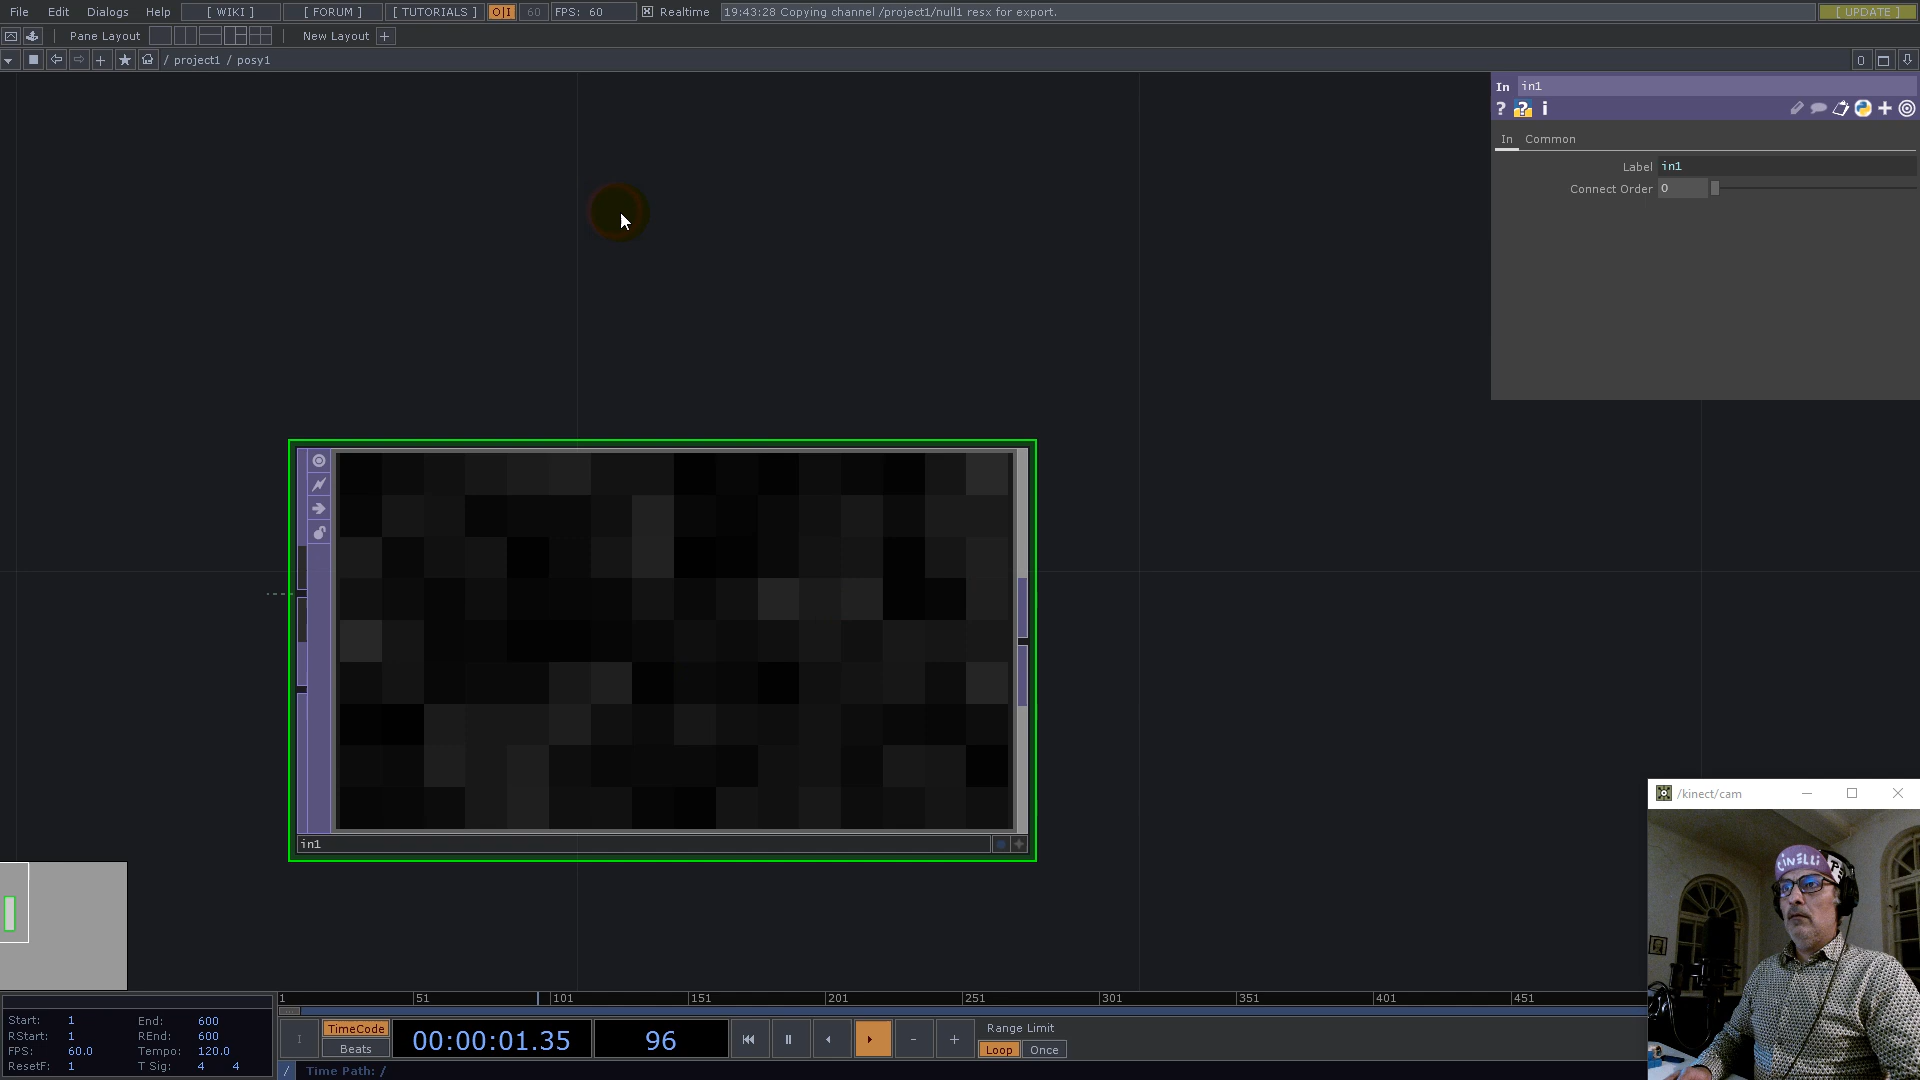 File Edit Dialogs Help [ WIKI ] [ FORUM ] [ TUTORIALS ] O|I 60 FPS: 60 Realtime 19:43:28 Copying channel /project1/null1 resx for export. [ UPDATE ]
Pane Layout New Layout +
/ project1 / posy1 0
In in1
? ? i
In Common
Label in1
Connect Order 0
in1
/kinect/cam
CINELLI
1 51 101 151 201 251 301 351 401 451
Start: 1 End: 600
RStart: 1 REnd: 600
FPS: 60.0 Tempo: 120.0
ResetF: 1 T Sig: 4 4
I TimeCode 00:00:01.35 96 - + Range Limit
Beats Loop Once
/ Time Path: /